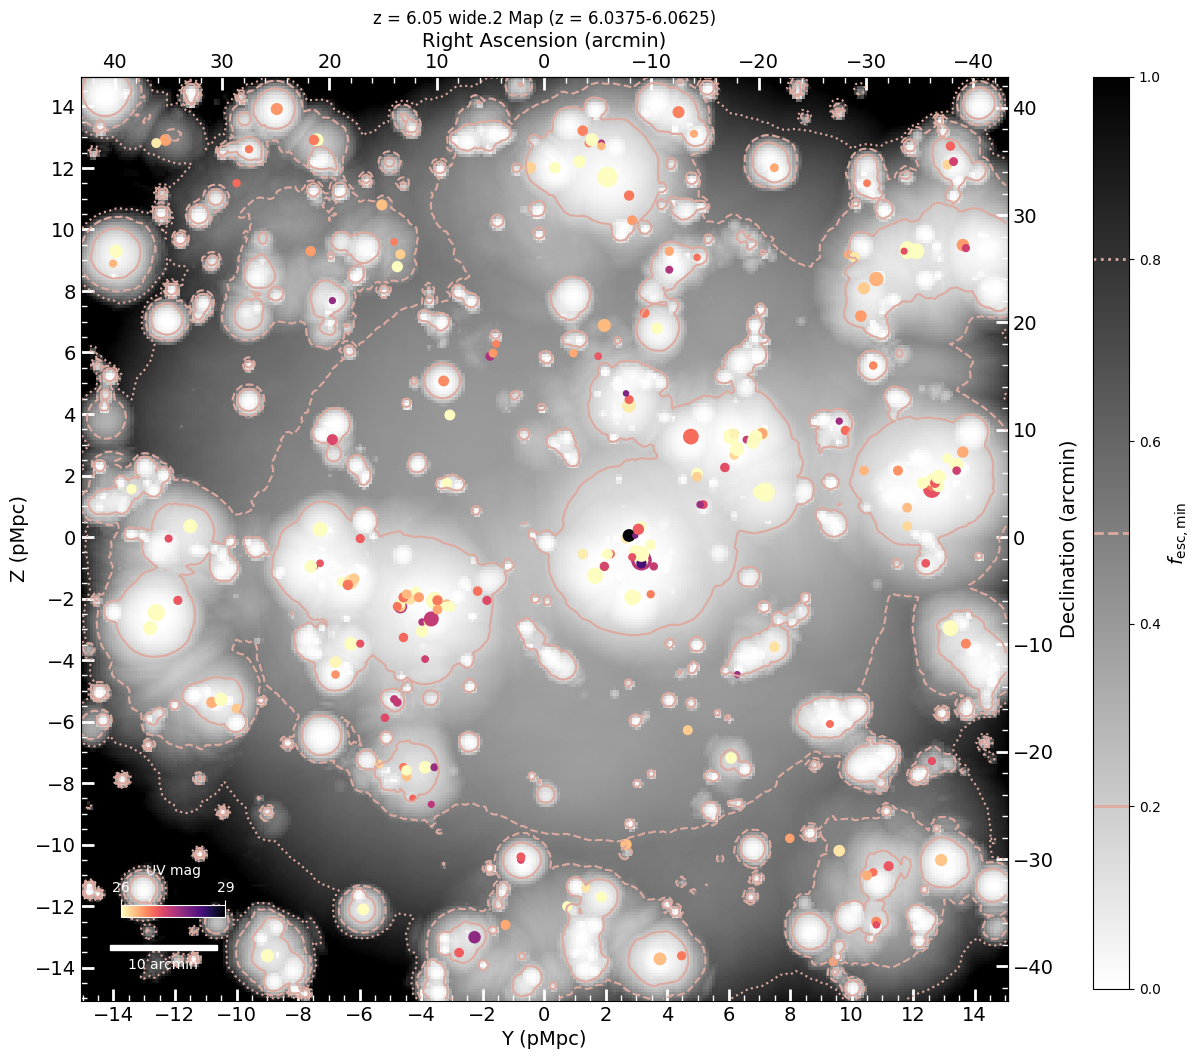 z = 6.05 wide.2 Map (z = 6.0375-6.0625)
Right Ascension (arcmin)
40 30 20 10 0 −10 −20 −30 −40
14 12 10 8 6 4 2 0 −2 −4 −6 −8 −10 −12 −14
Z (pMpc)
40 30 20 10 0 −10 −20 −30 −40
Declination (arcmin)
UV mag
26 29
10 arcmin
−14 −12 −10 −8 −6 −4 −2 0 2 4 6 8 10 12 14
Y (pMpc)
1.0
0.8
0.6
0.4
0.2
0.0
fesc,min